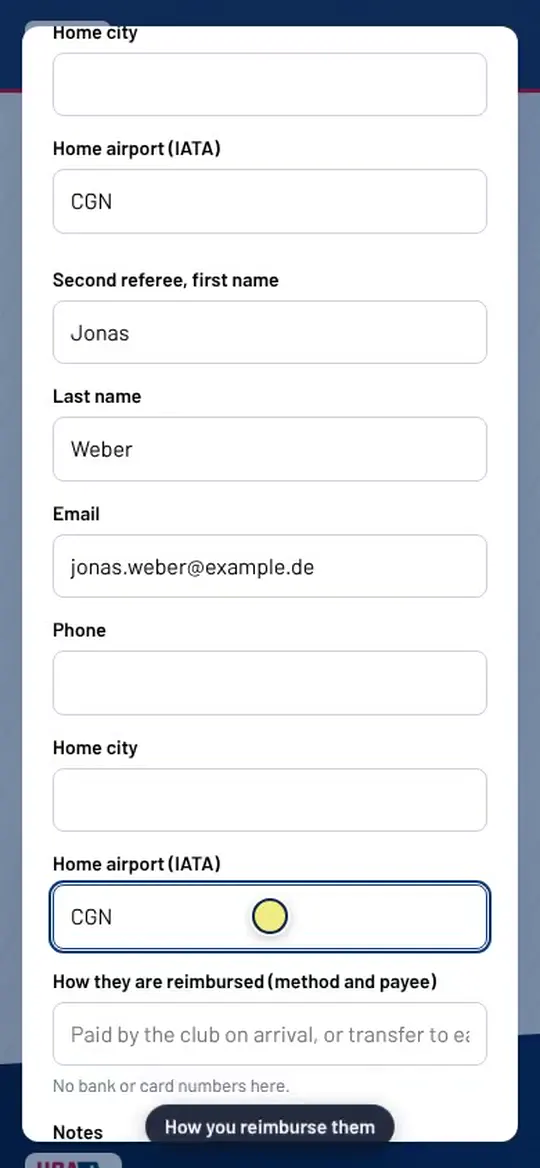 Home city
Home airport (IATA)
CGN
Second referee, first name
Jonas
Last name
Weber
Email
jonas.weber@example.de
Phone
Home city
Home airport (IATA)
CGN
How they are reimbursed (method and payee)
Paid by the club on arrival, or transfer to ea
No bank or card numbers here.
Notes
How you reimburse them